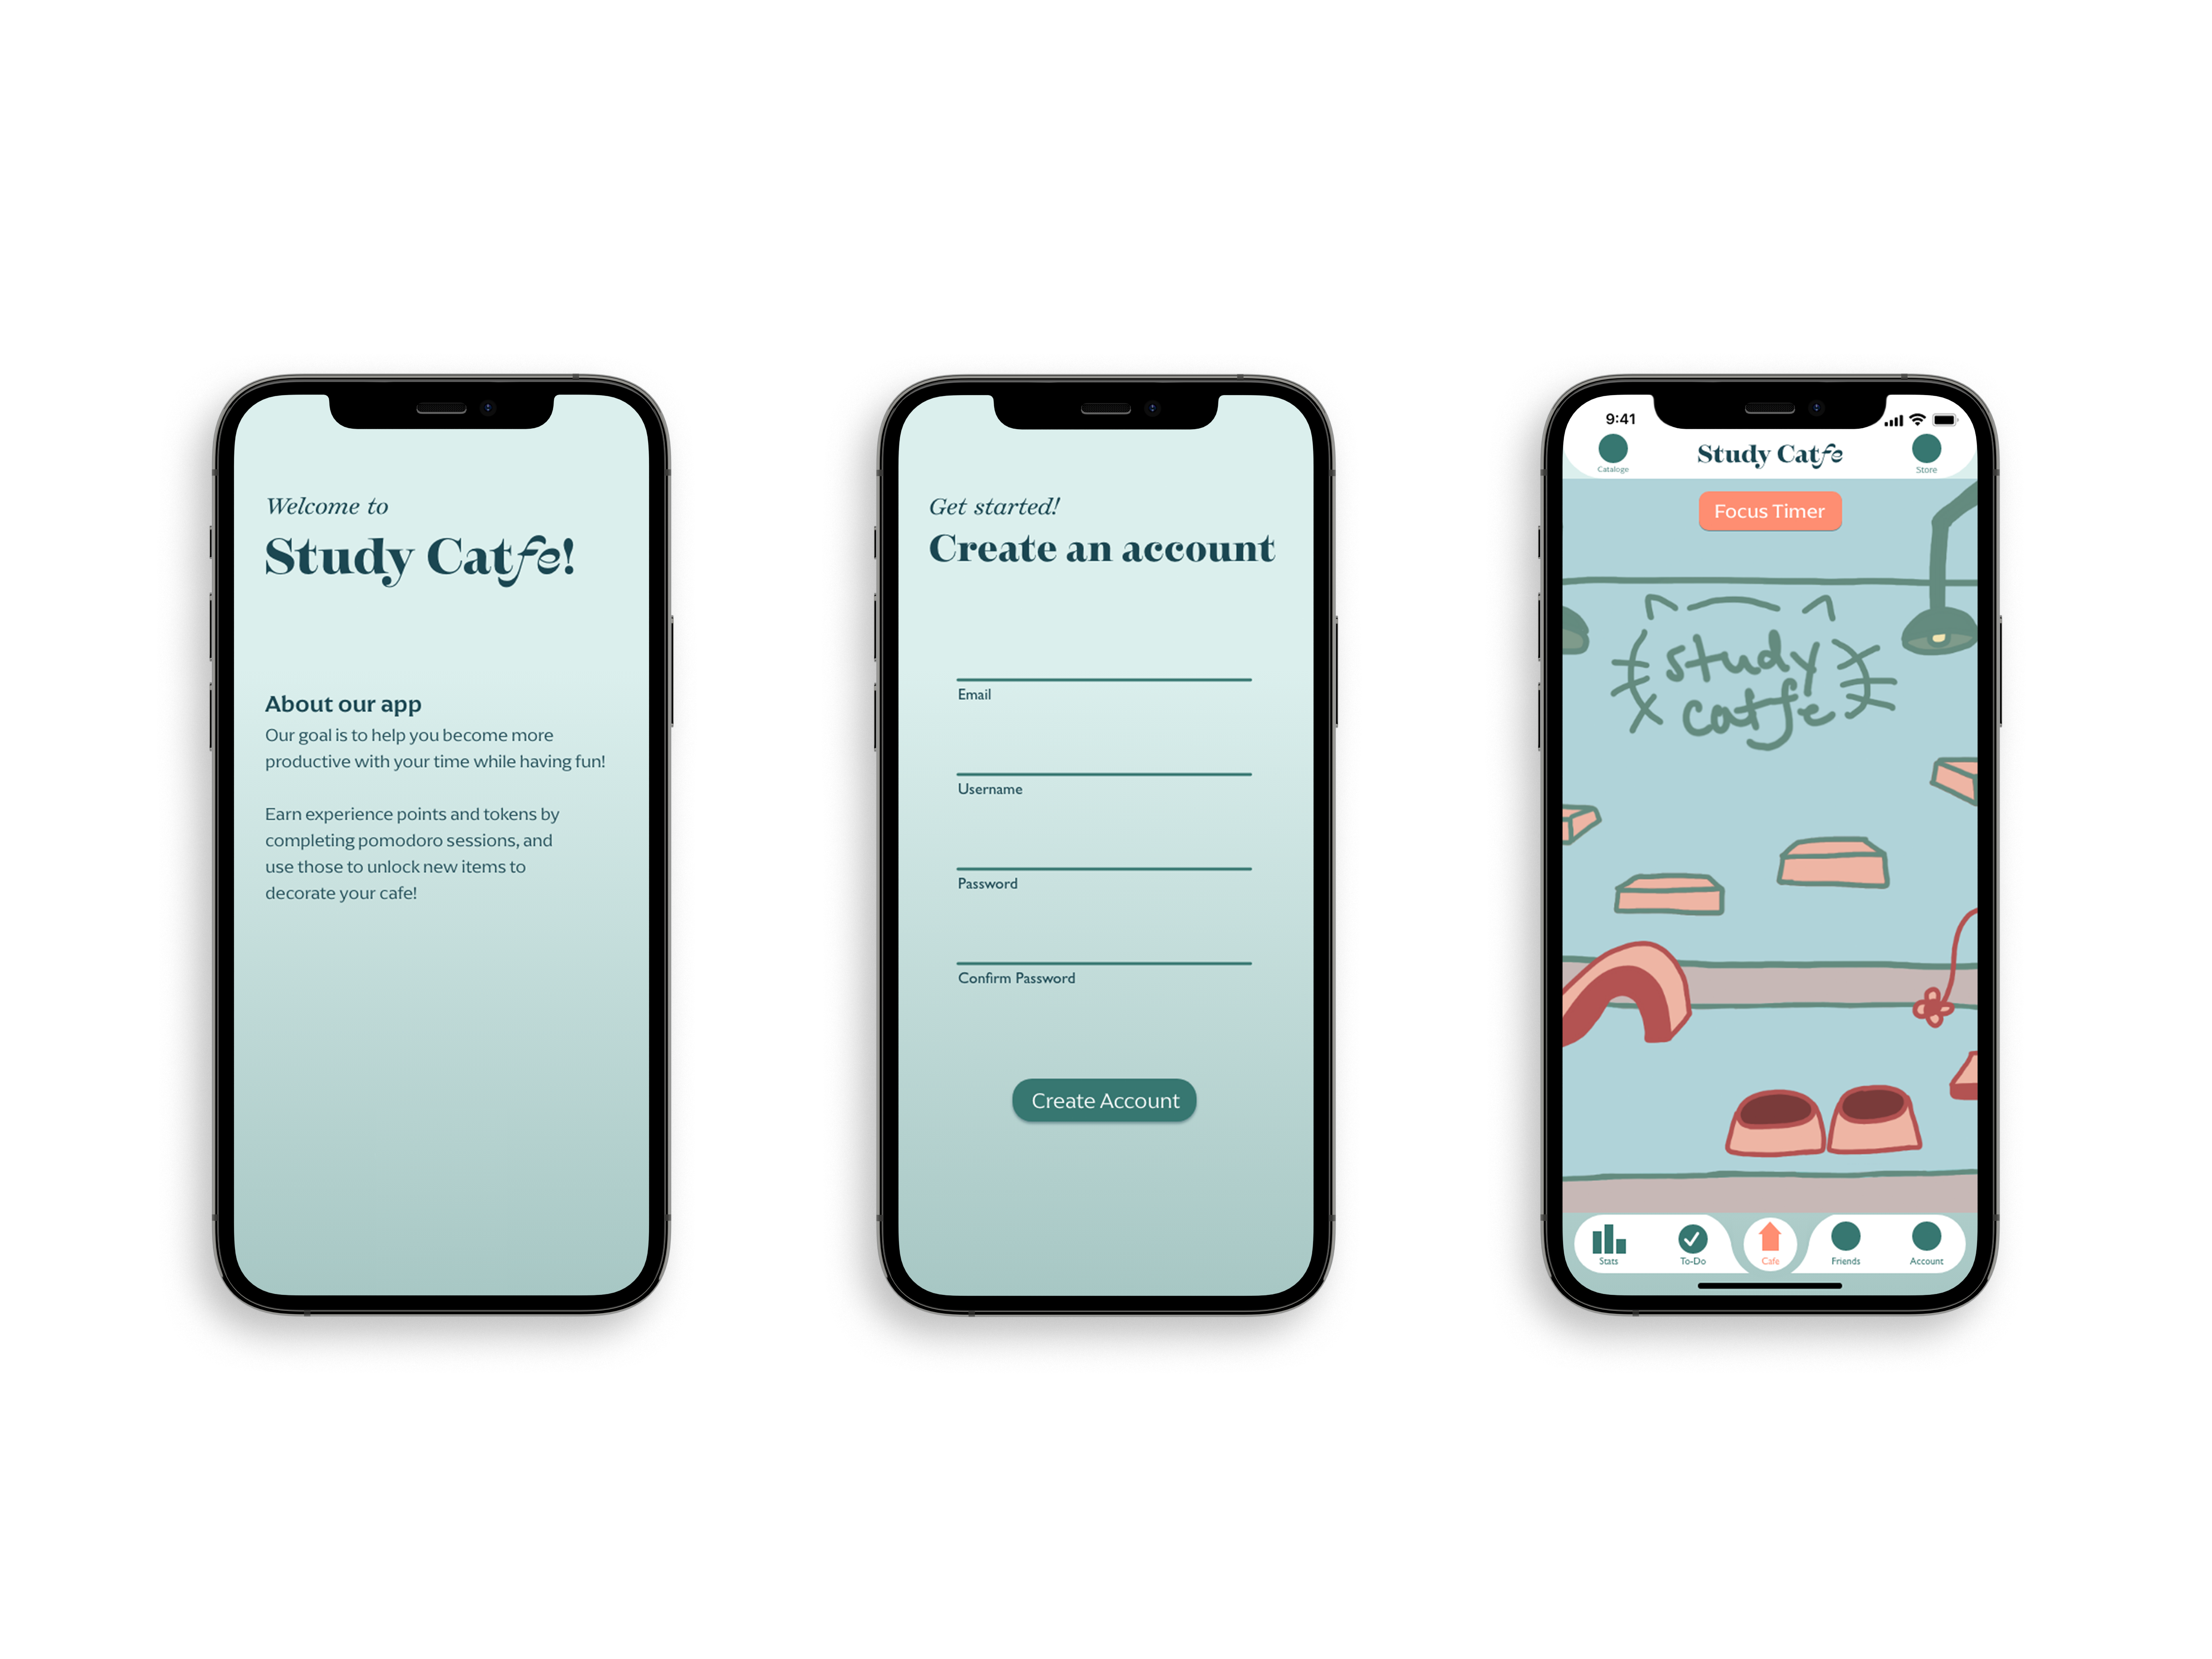 Welcome to
Study Catfe!
About our app
Our goal is to help you become more
productive with your time while having fun!
Earn experience points and tokens by
completing pomodoro sessions, and
use those to unlock new items to
decorate your cafe!
Get started!
Create an account
Email
Username
Password
Confirm Password
Create Account
9:41
Cataloge
Study Catfe
Store
Focus Timer
study
catfe
Stats
To-Do
Cafe
Friends
Account